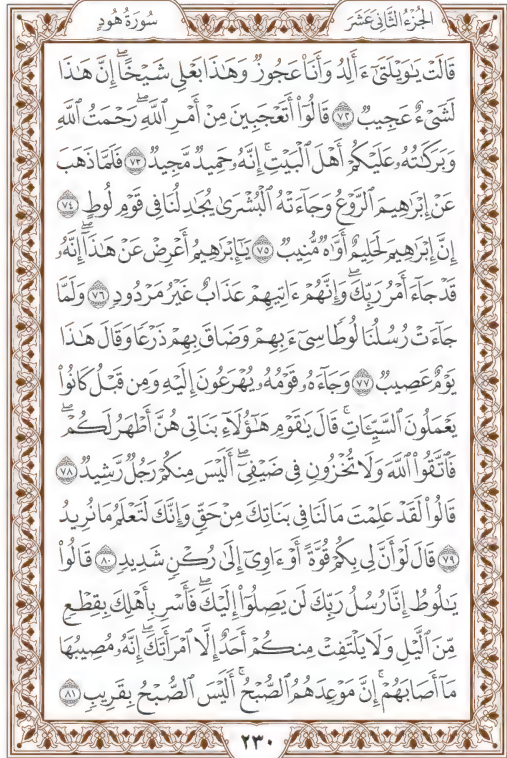 الجزء الثاني عشر
سورة هود
قَالَتْ يَٰوَيْلَتَىٰٓ ءَأَلِدُ وَأَنَا۠ عَجُوزٌ وَهَٰذَا بَعْلِى شَيْخًا ۖ إِنَّ هَٰذَا
لَشَىْءٌ عَجِيبٌ ٧٢ قَالُوٓا۟ أَتَعْجَبِينَ مِنْ أَمْرِ ٱللَّهِ ۖ رَحْمَتُ ٱللَّهِ
وَبَرَكَٰتُهُۥ عَلَيْكُمْ أَهْلَ ٱلْبَيْتِ ۚ إِنَّهُۥ حَمِيدٌ مَّجِيدٌ ٧٣ فَلَمَّا ذَهَبَ
عَنْ إِبْرَٰهِيمَ ٱلرَّوْعُ وَجَآءَتْهُ ٱلْبُشْرَىٰ يُجَٰدِلُنَا فِى قَوْمِ لُوطٍ ٧٤
إِنَّ إِبْرَٰهِيمَ لَحَلِيمٌ أَوَّٰهٌ مُّنِيبٌ ٧٥ يَٰٓإِبْرَٰهِيمُ أَعْرِضْ عَنْ هَٰذَآ ۖ إِنَّهُۥ
قَدْ جَآءَ أَمْرُ رَبِّكَ ۖ وَإِنَّهُمْ ءَاتِيهِمْ عَذَابٌ غَيْرُ مَرْدُودٍ ٧٦ وَلَمَّا
جَآءَتْ رُسُلُنَا لُوطًا سِىٓءَ بِهِمْ وَضَاقَ بِهِمْ ذَرْعًا وَقَالَ هَٰذَا
يَوْمٌ عَصِيبٌ ٧٧ وَجَآءَهُۥ قَوْمُهُۥ يُهْرَعُونَ إِلَيْهِ وَمِن قَبْلُ كَانُوا۟
يَعْمَلُونَ ٱلسَّيِّـَٔاتِ ۚ قَالَ يَٰقَوْمِ هَٰٓؤُلَآءِ بَنَاتِى هُنَّ أَطْهَرُ لَكُمْ ۖ
فَٱتَّقُوا۟ ٱللَّهَ وَلَا تُخْزُونِ فِى ضَيْفِىٓ ۖ أَلَيْسَ مِنكُمْ رَجُلٌ رَّشِيدٌ ٧٨
قَالُوا۟ لَقَدْ عَلِمْتَ مَا لَنَا فِى بَنَاتِكَ مِنْ حَقٍّ وَإِنَّكَ لَتَعْلَمُ مَا نُرِيدُ
٧٩ قَالَ لَوْ أَنَّ لِى بِكُمْ قُوَّةً أَوْ ءَاوِىٓ إِلَىٰ رُكْنٍ شَدِيدٍ ٨٠ قَالُوا۟
يَٰلُوطُ إِنَّا رُسُلُ رَبِّكَ لَن يَصِلُوٓا۟ إِلَيْكَ ۖ فَأَسْرِ بِأَهْلِكَ بِقِطْعٍ
مِّنَ ٱلَّيْلِ وَلَا يَلْتَفِتْ مِنكُمْ أَحَدٌ إِلَّا ٱمْرَأَتَكَ ۖ إِنَّهُۥ مُصِيبُهَا
مَآ أَصَابَهُمْ ۚ إِنَّ مَوْعِدَهُمُ ٱلصُّبْحُ ۚ أَلَيْسَ ٱلصُّبْحُ بِقَرِيبٍ ٨١
٢٣٠